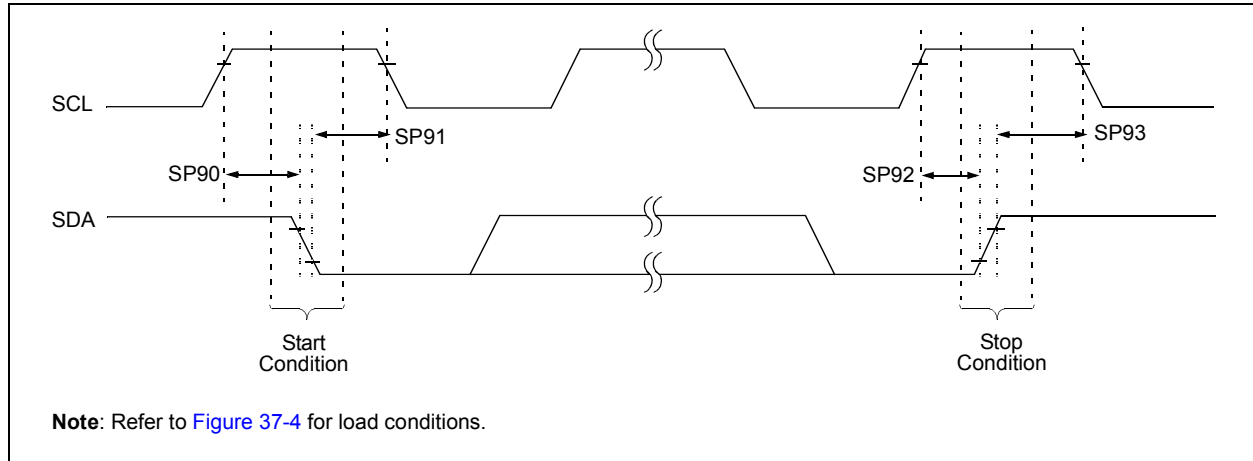 SCL
SP91
SP93
SP90
SP92
SDA
Start
Condition
Stop
Condition
Note: Refer to Figure 37-4 for load conditions.